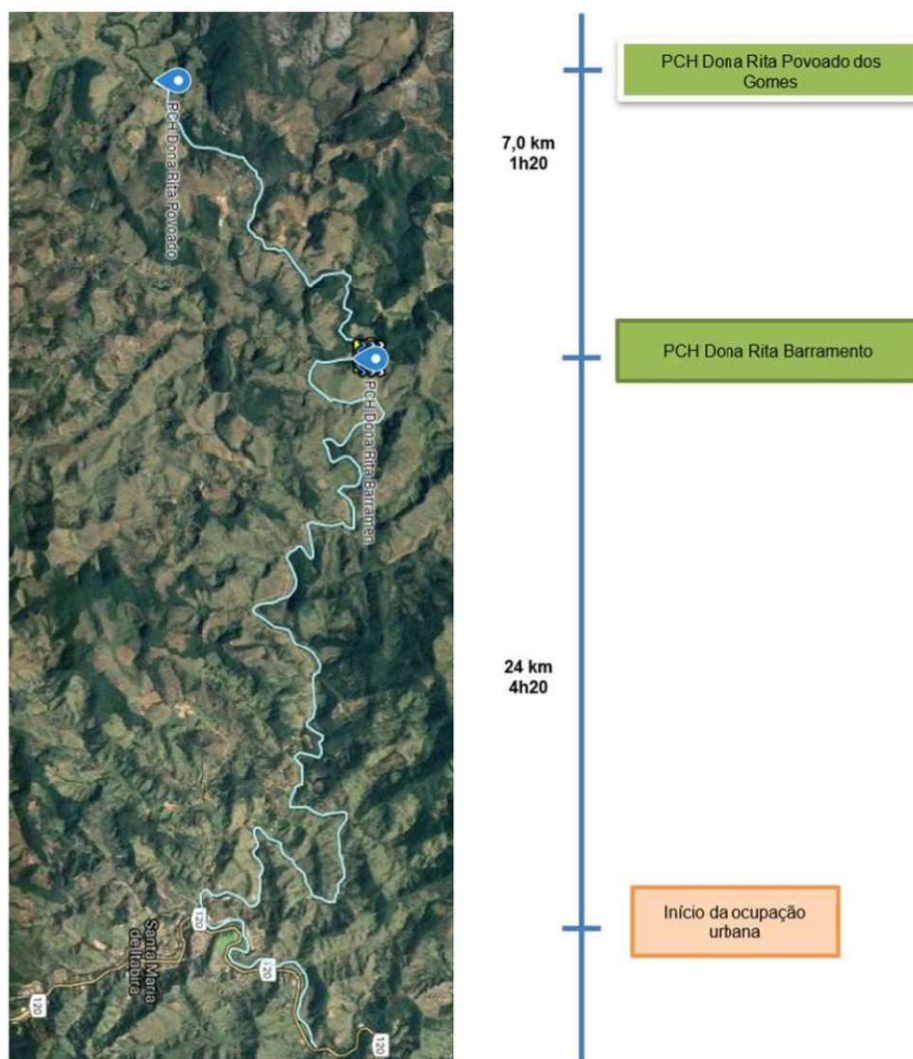 PCH Dona Rita Povoado ...
PCH Dona Rita Barramen...
120
120
120
120
Santa Maria
de Itabira
7,0 km
1h20
24 km
4h20
PCH Dona Rita Povoado dos
Gomes
PCH Dona Rita Barramento
Início da ocupação
urbana